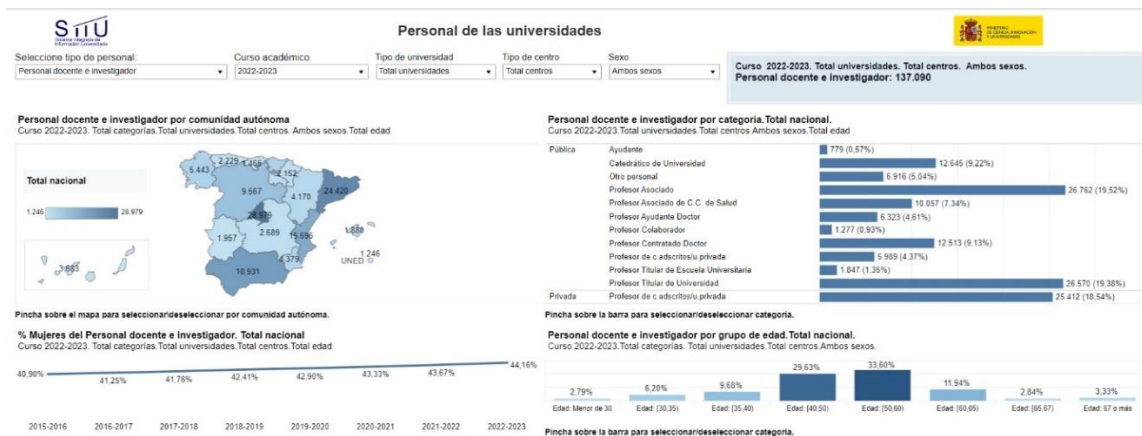 SIIU
Sistema Integrado de
Información Universitaria
Personal de las universidades
MINISTERIO
DE CIENCIA, INNOVACIÓN
Y UNIVERSIDADES
Seleccione tipo de personal:
Personal docente e investigador
Curso académico
2022-2023
Tipo de universidad
Total universidades
Tipo de centro
Total centros
Sexo
Ambos sexos
Curso 2022-2023. Total universidades. Total centros. Ambos sexos.
Personal docente e investigador: 137.090
Personal docente e investigador por comunidad autónoma
Curso 2022-2023. Total categorías.Total universidades.Total centros. Ambos sexos.Total edad
Total nacional
1.246 28.979
5.443
2.229
2.152
9.567
4.170
24.420
28.979
1.957
2.689
15.696
4.379
18.931
1.246
UNED
3.883
Pincha sobre el mapa para seleccionar/deseleccionar por comunidad autónoma.
Personal docente e investigador por categoría.Total nacional.
Curso 2022-2023.Total universidades.Total centros.Ambos sexos.Total edad
Pública Ayudante 779 (0,57%)
Catedrático de Universidad 12.645 (9,22%)
Otro personal 6.916 (5,04%)
Profesor Asociado 26.762 (19,52%)
Profesor Asociado de C.C. de Salud 10.057 (7,34%)
Profesor Ayudante Doctor 6.323 (4,61%)
Profesor Colaborador 1.277 (0,93%)
Profesor Contratado Doctor 12.513 (9,13%)
Profesor de c.adscritos/u.privada 5.989 (4,37%)
Profesor Titular de Escuela Universitaria 1.847 (1,35%)
Profesor Titular de Universidad 26.570 (19,38%)
Privada Profesor de c.adscritos/u.privada 25.412 (18,54%)
Pincha sobre la barra para seleccionar/deseleccionar categoría.
% Mujeres del Personal docente e investigador. Total nacional
Curso 2022-2023. Total categorías.Total universidades.Total centros.Total edad
40,90% 41,25% 41,76% 42,41% 42,90% 43,33% 43,67% 44,16%
2015-2016 2016-2017 2017-2018 2018-2019 2019-2020 2020-2021 2021-2022 2022-2023
Personal docente e investigador por grupo de edad.Total nacional.
Curso 2022-2023.Total categorías. Total universidades.Total centros.Ambos sexos.
2,79% 6,20% 9,68% 29,63% 33,60% 11,94% 2,84% 3,33%
Edad: Menor de 30 Edad: [30,35) Edad: [35,40) Edad: [40,50) Edad: [50,60) Edad: [60,65) Edad: [65,67) Edad: 67 o más
Pincha sobre la barra para seleccionar/deseleccionar categoría.